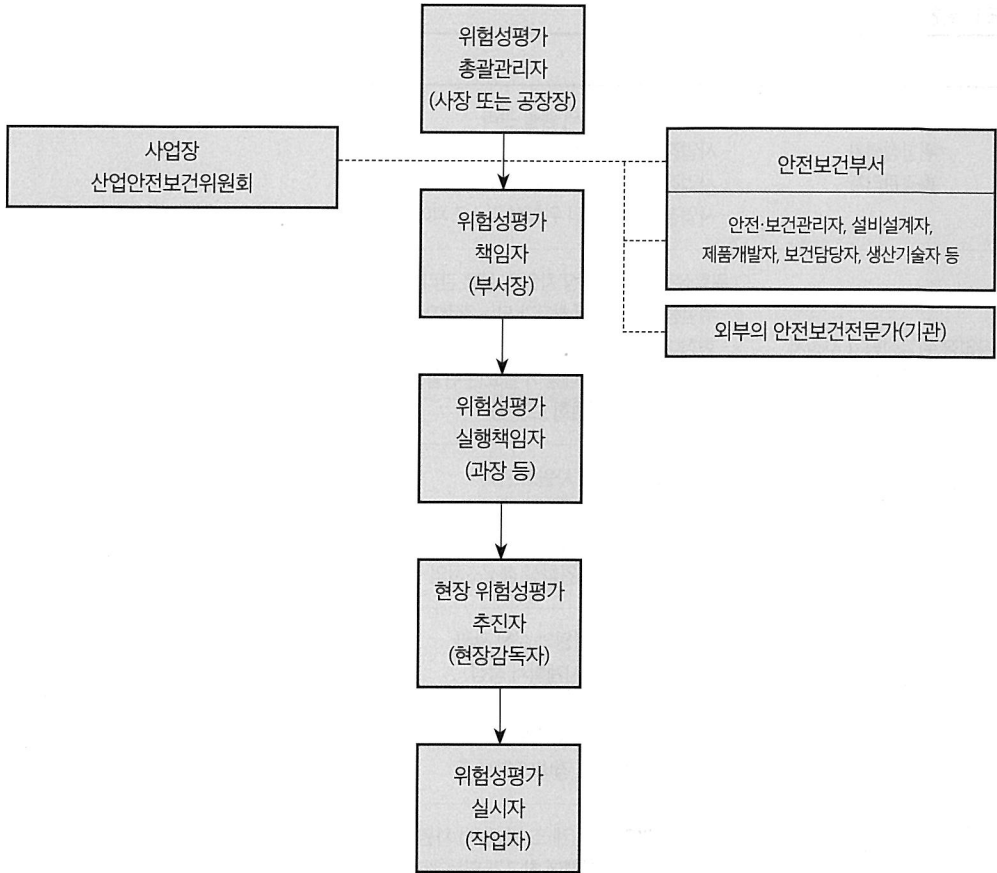 위험성평가
총괄관리자
(사장 또는 공장장)
사업장
산업안전보건위원회
안전보건부서
안전·보건관리자, 설비설계자,
제품개발자, 보건담당자, 생산기술자 등
위험성평가
책임자
(부서장)
외부의 안전보건전문가(기관)
위험성평가
실행책임자
(과장 등)
현장 위험성평가
추진자
(현장감독자)
위험성평가
실시자
(작업자)